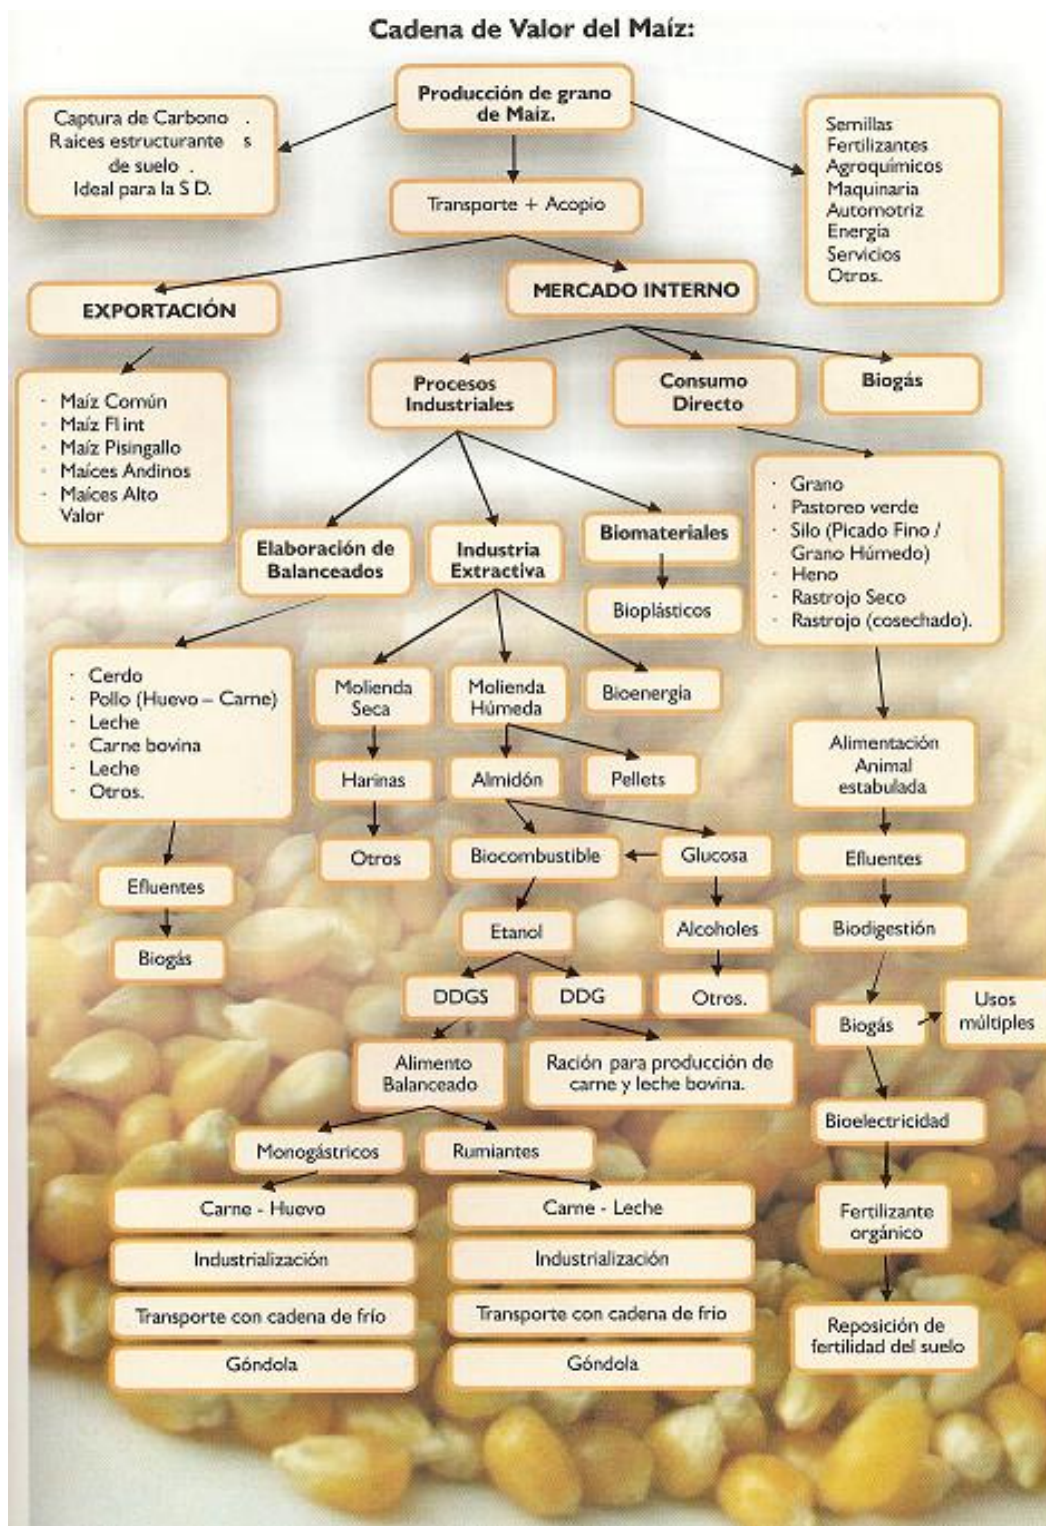 Cadena de Valor del Maíz:
Producción de grano
de Maiz.
Captura de Carbono .
Raices estructurante s
de suelo .
Ideal para la S D.
Semillas
Fertilizantes
Agroquímicos
Maquinaria
Automotriz
Energía
Servicios
Otros.
Transporte + Acopio
EXPORTACIÓN
MERCADO INTERNO
· Maíz Común
· Maíz Flint
· Maíz Pisingallo
· Maíces Andinos
· Maíces Alto
Valor
Procesos
Industriales
Consumo
Directo
Biogás
· Grano
· Pastoreo verde
· Silo (Picado Fino /
Grano Húmedo)
· Heno
· Rastrojo Seco
· Rastrojo (cosechado).
Elaboración de
Balanceados
Industria
Extractiva
Biomateriales
Bioplásticos
· Cerdo
· Pollo (Huevo – Carne)
· Leche
· Carne bovina
· Leche
· Otros.
Molienda
Seca
Molienda
Húmeda
Bioenergía
Harinas
Almidón
Pellets
Otros
Biocombustible
Glucosa
Efluentes
Biogás
Etanol
Alcoholes
DDGS
DDG
Otros.
Alimento
Balanceado
Ración para producción de
carne y leche bovina.
Monogástricos
Rumiantes
Carne - Huevo
Industrialización
Transporte con cadena de frío
Góndola
Carne - Leche
Industrialización
Transporte con cadena de frío
Góndola
Alimentación
Animal
estabulada
Efluentes
Biodigestión
Biogás
Usos
múltiples
Bioelectricidad
Fertilizante
orgánico
Reposición de
fertilidad del suelo